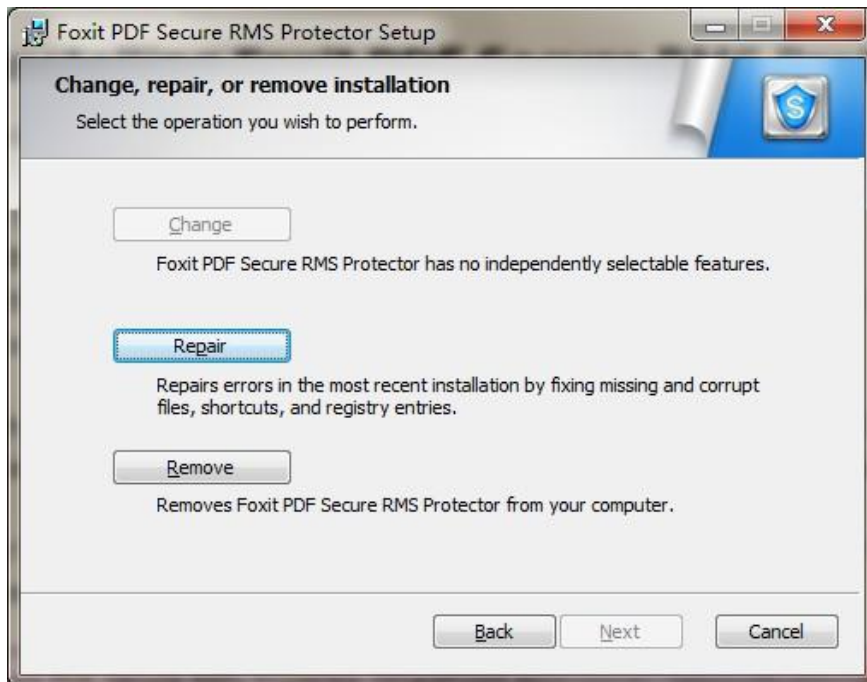 Foxit PDF Secure RMS Protector Setup
Change, repair, or remove installation
Select the operation you wish to perform.
S
Change
Foxit PDF Secure RMS Protector has no independently selectable features.
Repair
Repairs errors in the most recent installation by fixing missing and corrupt
files, shortcuts, and registry entries.
Remove
Removes Foxit PDF Secure RMS Protector from your computer.
Back Next Cancel